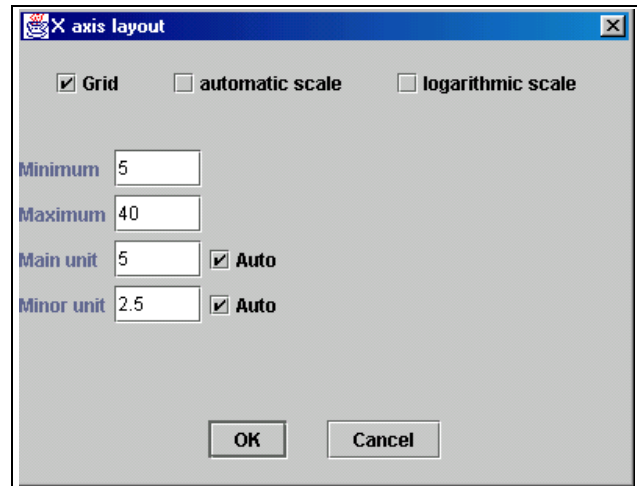 X axis layout
Grid automatic scale logarithmic scale
Minimum 5
Maximum 40
Main unit 5 Auto
Minor unit 2.5 Auto
OK Cancel